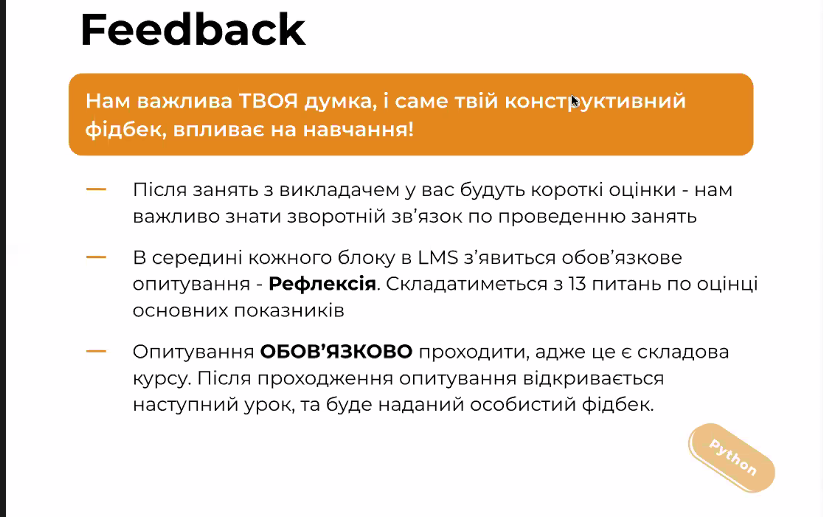 Feedback
Нам важлива ТВОЯ думка, і саме твій конструктивний
фідбек, впливає на навчання!
— Після занять з викладачем у вас будуть короткі оцінки - нам
важливо знати зворотній зв’язок по проведенню занять
— В середині кожного блоку в LMS з’явиться обов’язкове
опитування - Рефлексія. Складатиметься з 13 питань по оцінці
основних показників
— Опитування ОБОВ’ЯЗКОВО проходити, адже це є складова
курсу. Після проходження опитування відкривається
наступний урок, та буде наданий особистий фідбек.
Python